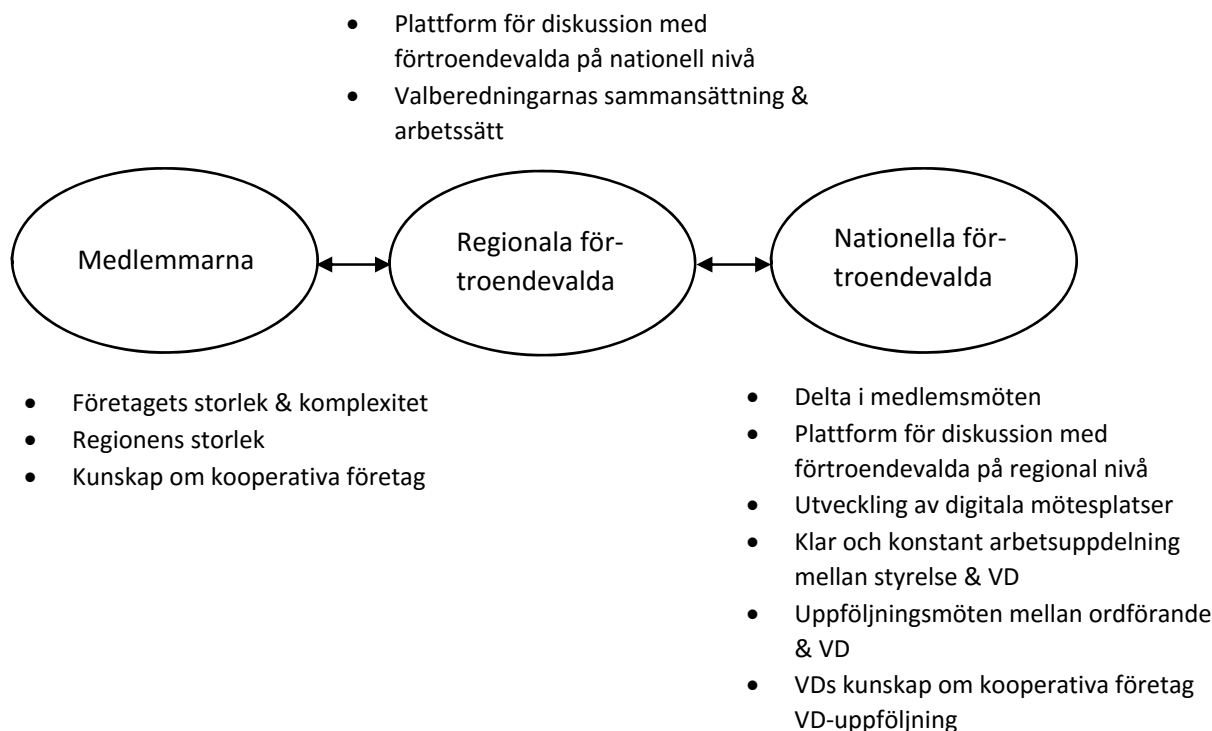 • Plattform för diskussion med
förtroendevalda på nationell nivå
• Valberedningarnas sammansättning &
arbetssätt
Medlemmarna
Regionala för-
troendevalda
Nationella för-
troendevalda
• Företagets storlek & komplexitet
• Regionens storlek
• Kunskap om kooperativa företag
• Delta i medlemsmöten
• Plattform för diskussion med
förtroendevalda på regional nivå
• Utveckling av digitala mötesplatser
• Klar och konstant arbetsuppdelning
mellan styrelse & VD
• Uppföljningsmöten mellan ordförande
& VD
• VDs kunskap om kooperativa företag
VD-uppföljning